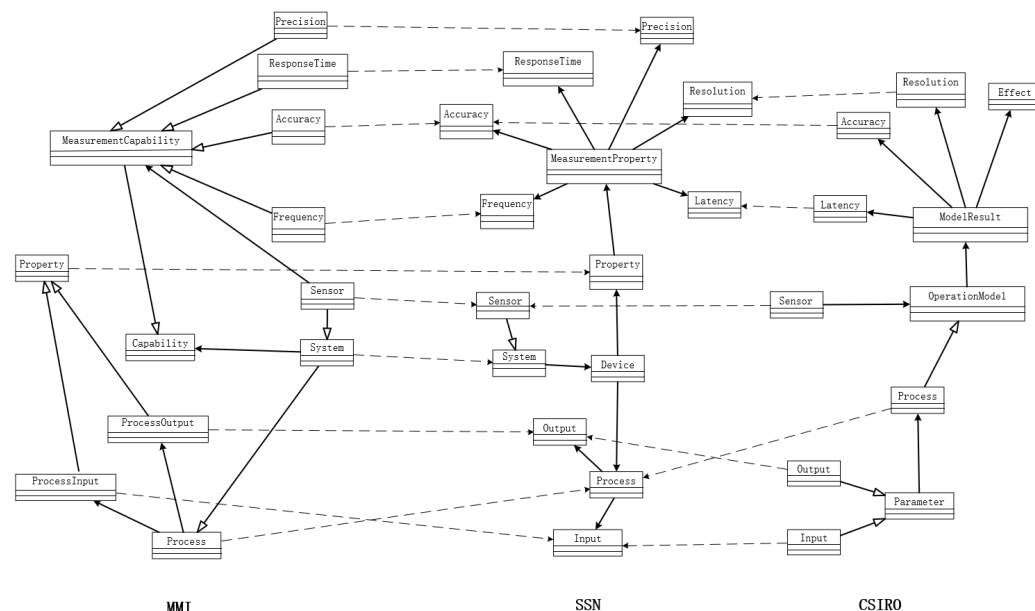 Precision
Precision
ResponseTime
ResponseTime
Resolution
Resolution
Effect
Accuracy
Accuracy
Accuracy
MeasurementCapability
MeasurementProperty
Frequency
Frequency
Latency
Latency
ModelResult
Property
Property
Sensor
Sensor
Sensor
OperationModel
Capability
System
System
Device
Process
ProcessOutput
Output
Output
ProcessInput
Process
Parameter
Process
Input
Input
MMI
SSN
CSIRO